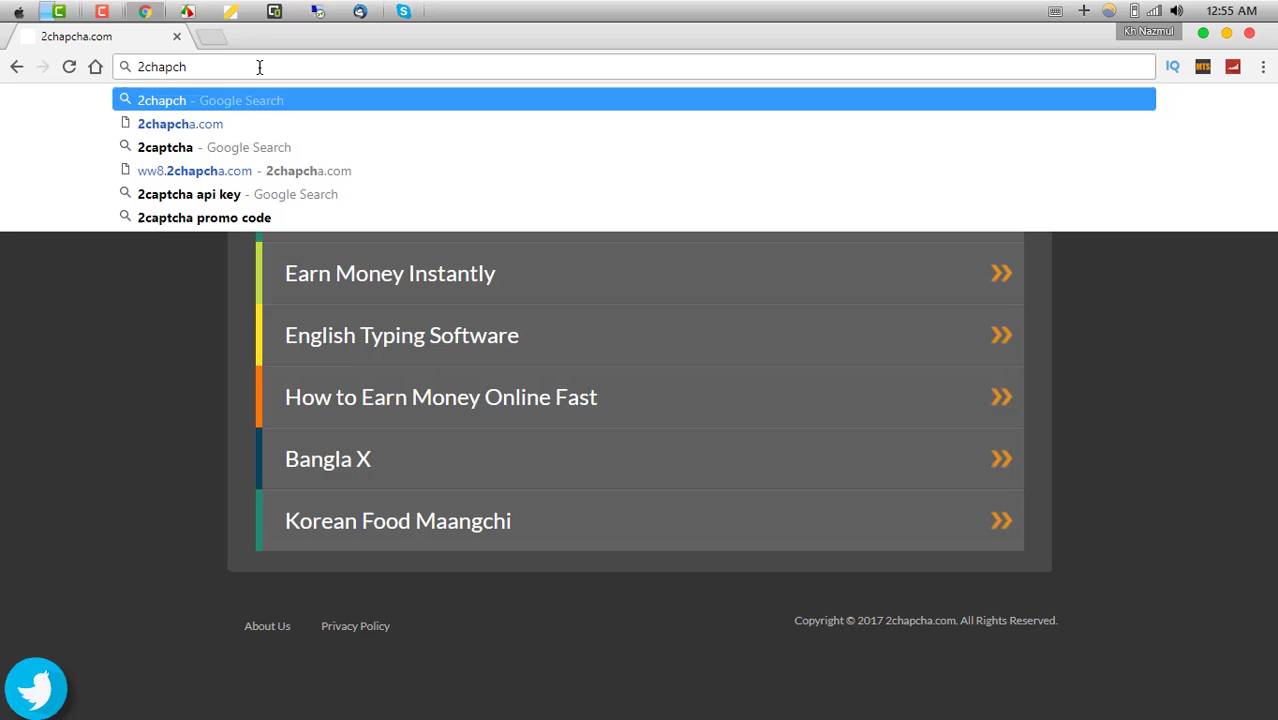 12:55 AM
2chapcha.com
Kh Nazmul
2chapch
IQ
MTS
2chapch - Google Search
2chapcha.com
2captcha - Google Search
ww8.2chapcha.com - 2chapcha.com
2captcha api key - Google Search
2captcha promo code
Earn Money Instantly
English Typing Software
How to Earn Money Online Fast
Bangla X
Korean Food Maangchi
About Us Privacy Policy
Copyright © 2017 2chapcha.com. All Rights Reserved.